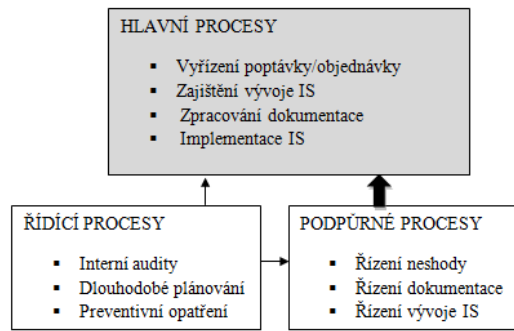 HLAVNÍ PROCESY
▪ Vyřízení poptávky/objednávky
▪ Zajištění vývoje IS
▪ Zpracování dokumentace
▪ Implementace IS
ŘÍDÍCÍ PROCESY
▪ Interní audity
▪ Dlouhodobé plánování
▪ Preventivní opatření
PODPŮRNÉ PROCESY
▪ Řízení neshody
▪ Řízení dokumentace
▪ Řízení vývoje IS